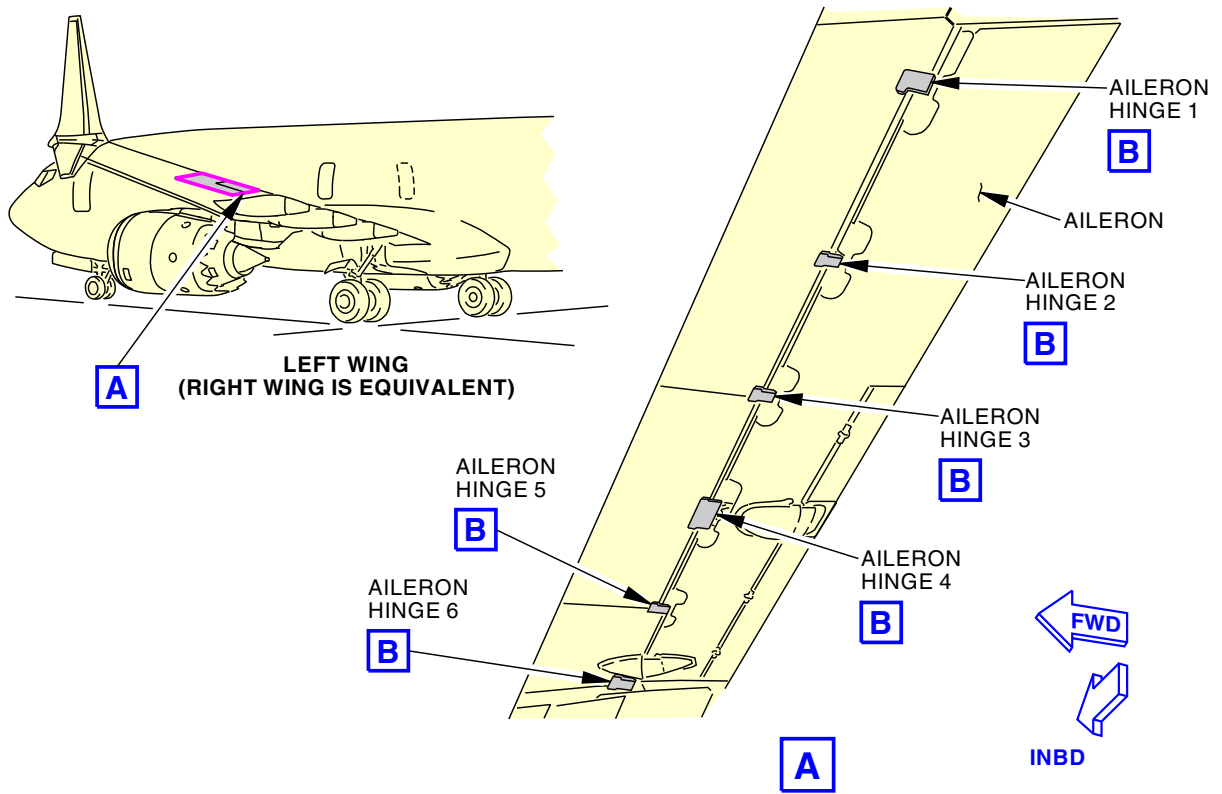 AILERON
HINGE 1
B
AILERON
AILERON
HINGE 2
B
A
LEFT WING
(RIGHT WING IS EQUIVALENT)
AILERON
HINGE 3
B
AILERON
HINGE 5
B
AILERON
HINGE 4
B
AILERON
HINGE 6
B
FWD
INBD
A